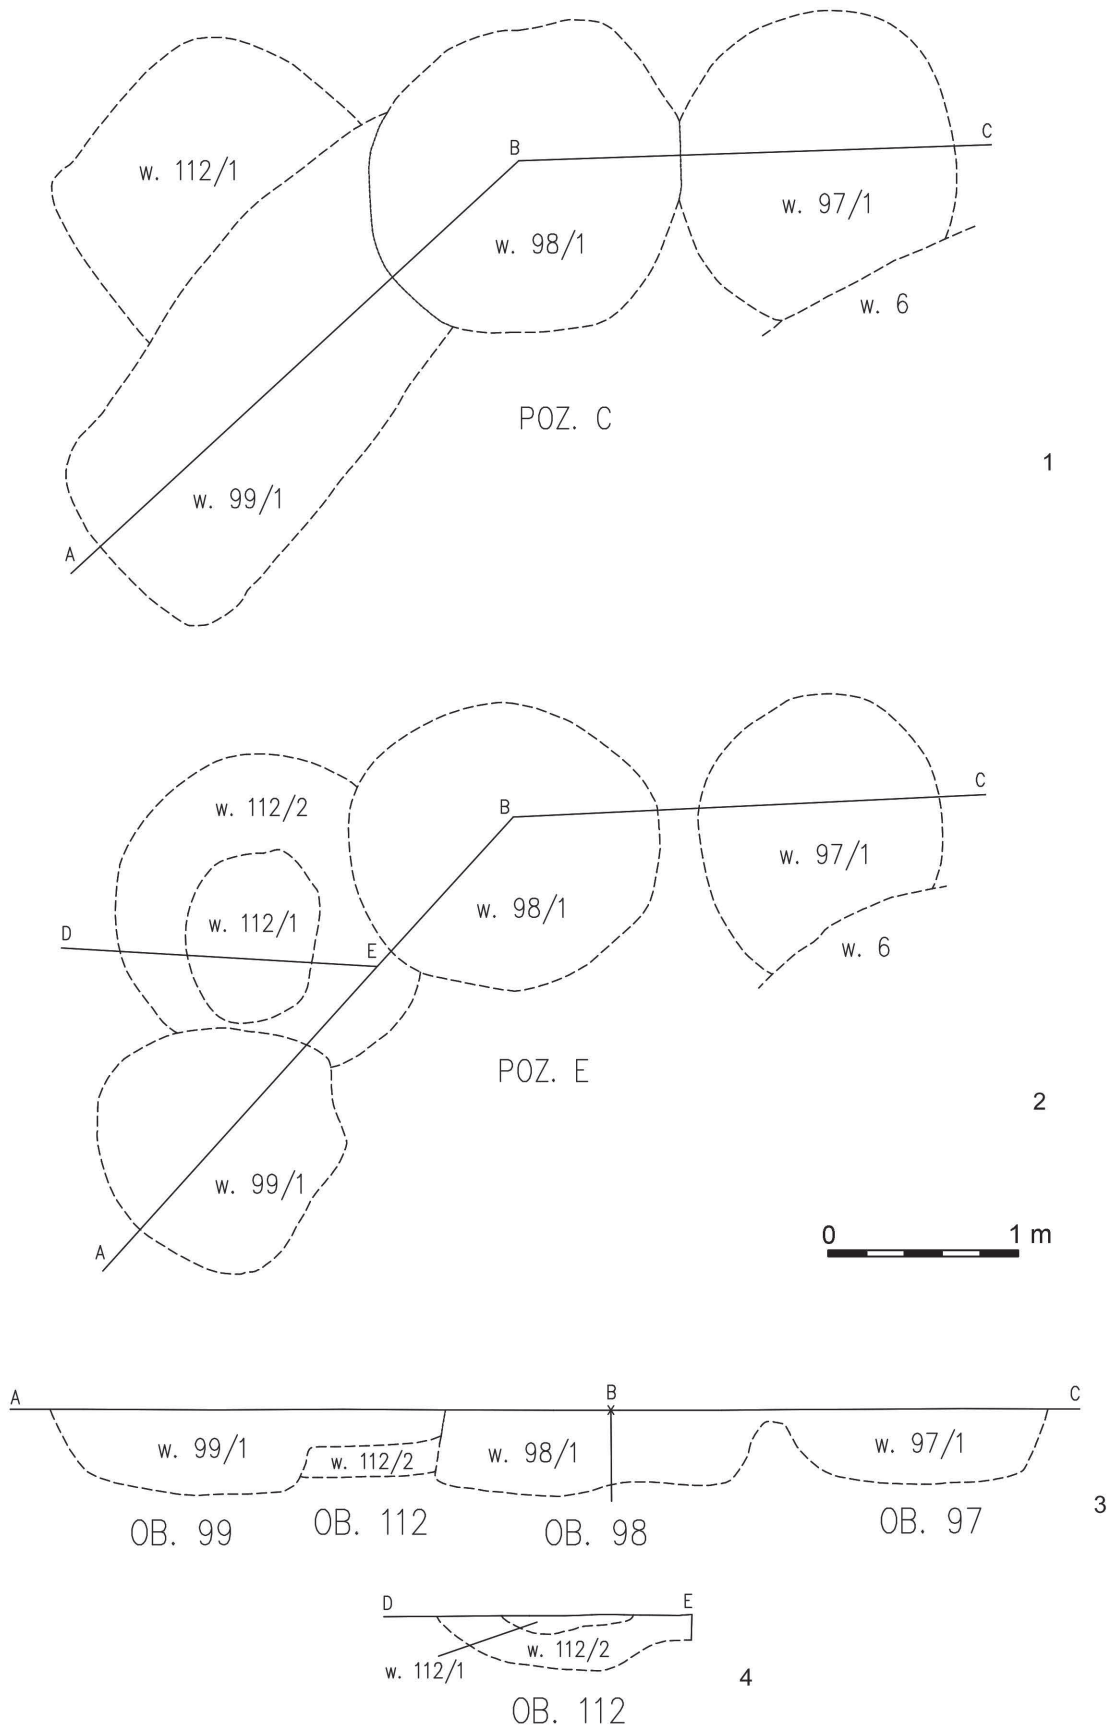 w. 112/1
B
C
w. 98/1
w. 97/1
w. 6
POZ. C
1
w. 99/1
A
w. 112/2
B
C
w. 97/1
w. 98/1
w. 112/1
D
E
w. 6
POZ. E
2
w. 99/1
A
0 1 m
A B C
w. 99/1 w. 112/2 w. 98/1 w. 97/1
3
OB. 99 OB. 112 OB. 98 OB. 97
D E
w. 112/2
w. 112/1
4
OB. 112